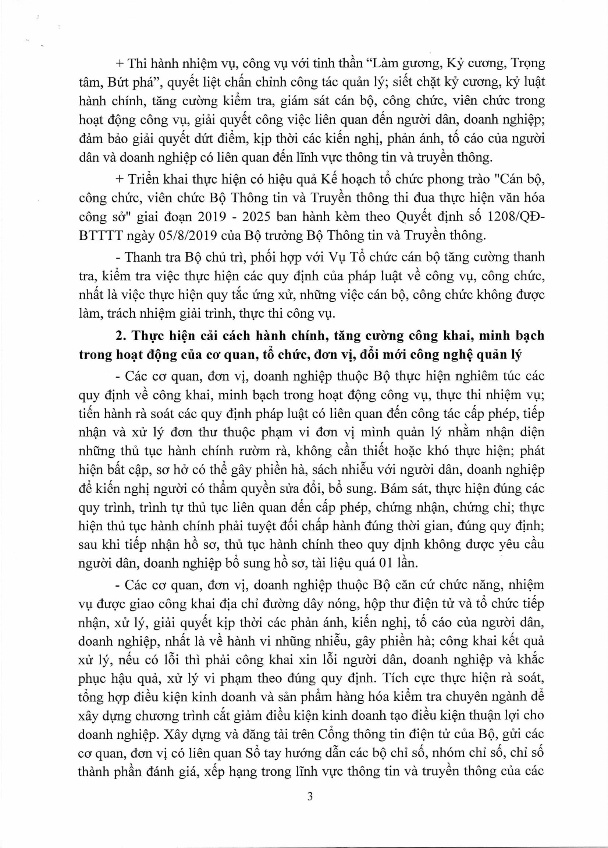 + Thi hành nhiệm vụ, công vụ với tinh thần “Làm gương, Kỷ cương, Trọng
tâm, Bứt phá”, quyết liệt chấn chỉnh công tác quản lý; siết chặt kỷ cương, kỷ luật
hành chính, tăng cường kiểm tra, giám sát cán bộ, công chức, viên chức trong
hoạt động công vụ, giải quyết công việc liên quan đến người dân, doanh nghiệp;
đảm bảo giải quyết dứt điểm, kịp thời các kiến nghị, phản ánh, tố cáo của người
dân và doanh nghiệp có liên quan đến lĩnh vực thông tin và truyền thông.
+ Triển khai thực hiện có hiệu quả Kế hoạch tổ chức phong trào "Cán bộ,
công chức, viên chức Bộ Thông tin và Truyền thông thi đua thực hiện văn hóa
công sở" giai đoạn 2019 - 2025 ban hành kèm theo Quyết định số 1208/QĐ-
BTTTT ngày 05/8/2019 của Bộ trưởng Bộ Thông tin và Truyền thông.
- Thanh tra Bộ chủ trì, phối hợp với Vụ Tổ chức cán bộ tăng cường thanh
tra, kiểm tra việc thực hiện các quy định của pháp luật về công vụ, công chức,
nhất là việc thực hiện quy tắc ứng xử, những việc cán bộ, công chức không được
làm, trách nhiệm giải trình, thực thi công vụ.
2. Thực hiện cải cách hành chính, tăng cường công khai, minh bạch
trong hoạt động của cơ quan, tổ chức, đơn vị, đổi mới công nghệ quản lý
- Các cơ quan, đơn vị, doanh nghiệp thuộc Bộ thực hiện nghiêm túc các
quy định về công khai, minh bạch trong hoạt động công vụ, thực thi nhiệm vụ;
tiến hành rà soát các quy định pháp luật có liên quan đến công tác cấp phép, tiếp
nhận và xử lý đơn thư thuộc phạm vi đơn vị mình quản lý nhằm nhận diện
những thủ tục hành chính rườm rà, không cần thiết hoặc khó thực hiện; phát
hiện bất cập, sơ hở có thể gây phiền hà, sách nhiễu với người dân, doanh nghiệp
để kiến nghị người có thẩm quyền sửa đổi, bổ sung. Bám sát, thực hiện đúng các
quy trình, trình tự thủ tục liên quan đến cấp phép, chứng nhận, chứng chỉ; thực
hiện thủ tục hành chính phải tuyệt đối chấp hành đúng thời gian, đúng quy định;
sau khi tiếp nhận hồ sơ, thủ tục hành chính theo quy định không được yêu cầu
người dân, doanh nghiệp bổ sung hồ sơ, tài liệu quá 01 lần.
- Các cơ quan, đơn vị, doanh nghiệp thuộc Bộ căn cứ chức năng, nhiệm
vụ được giao công khai địa chỉ đường dây nóng, hộp thư điện tử và tổ chức tiếp
nhận, xử lý, giải quyết kịp thời các phản ánh, kiến nghị, tố cáo của người dân,
doanh nghiệp, nhất là về hành vi nhũng nhiễu, gây phiền hà; công khai kết quả
xử lý, nếu có lỗi thì phải công khai xin lỗi người dân, doanh nghiệp và khắc
phục hậu quả, xử lý vi phạm theo đúng quy định. Tích cực thực hiện rà soát,
tổng hợp điều kiện kinh doanh và sản phẩm hàng hóa kiểm tra chuyên ngành để
xây dựng chương trình cắt giảm điều kiện kinh doanh tạo điều kiện thuận lợi cho
doanh nghiệp. Xây dựng và đăng tải trên Cổng thông tin điện tử của Bộ, gửi các
cơ quan, đơn vị có liên quan Sổ tay hướng dẫn các bộ chỉ số, nhóm chỉ số, chỉ số
thành phần đánh giá, xếp hạng trong lĩnh vực thông tin và truyền thông của các
3